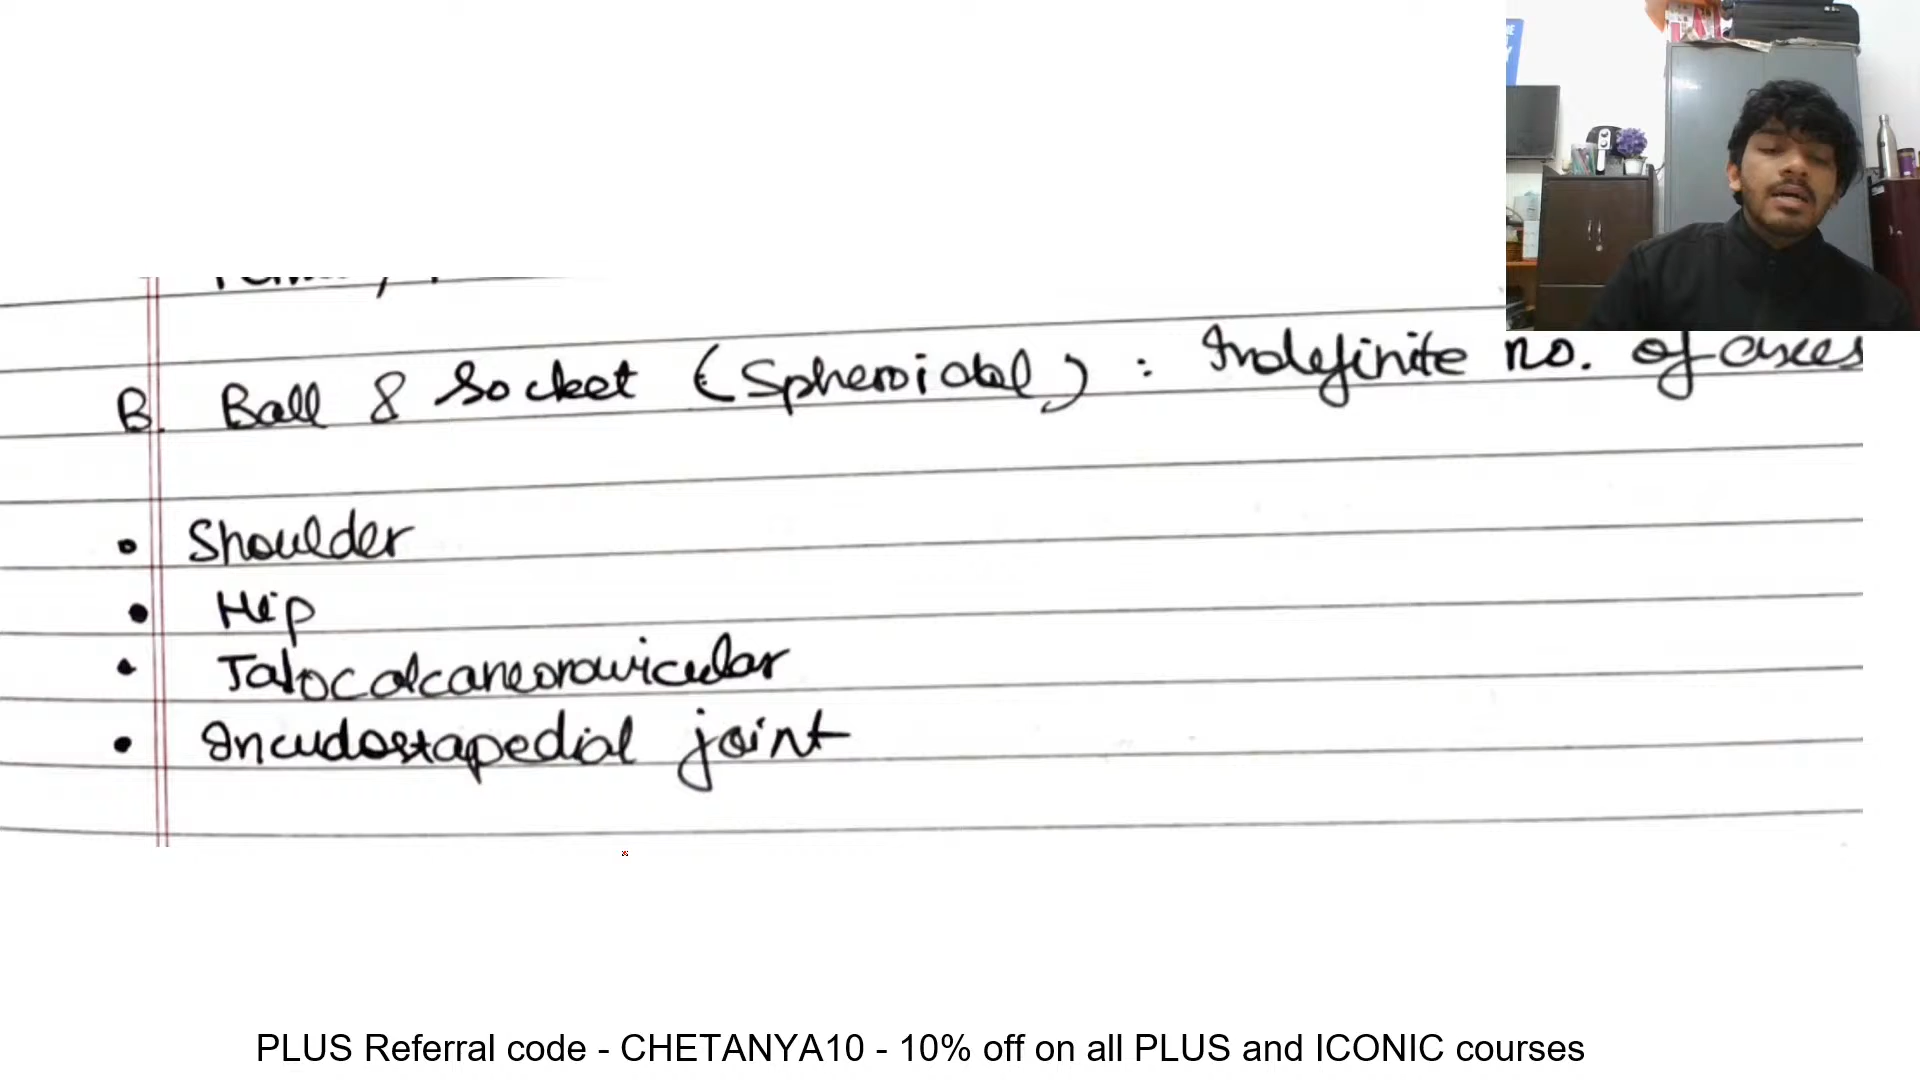 B. Ball & Socket (Spheroidal) : Indefinite no. of axes
• Shoulder
• Hip
• Talocalcaneonavicular
• Incudostapedial joint
PLUS Referral code - CHETANYA10 - 10% off on all PLUS and ICONIC courses